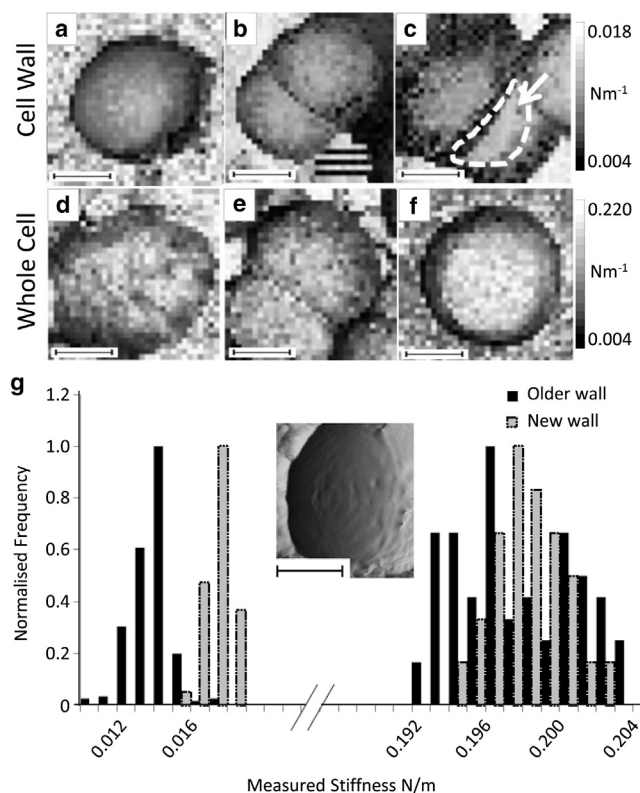 a
b
c
Cell Wall
0.018
Nm-1
0.004
d
e
f
Whole Cell
0.220
Nm-1
0.004
g
1.2
1.0
0.8
0.6
0.4
0.2
0
Normalised Frequency
Older wall
New wall
0.012
0.016
0.192
0.196
0.200
0.204
Measured Stiffness N/m